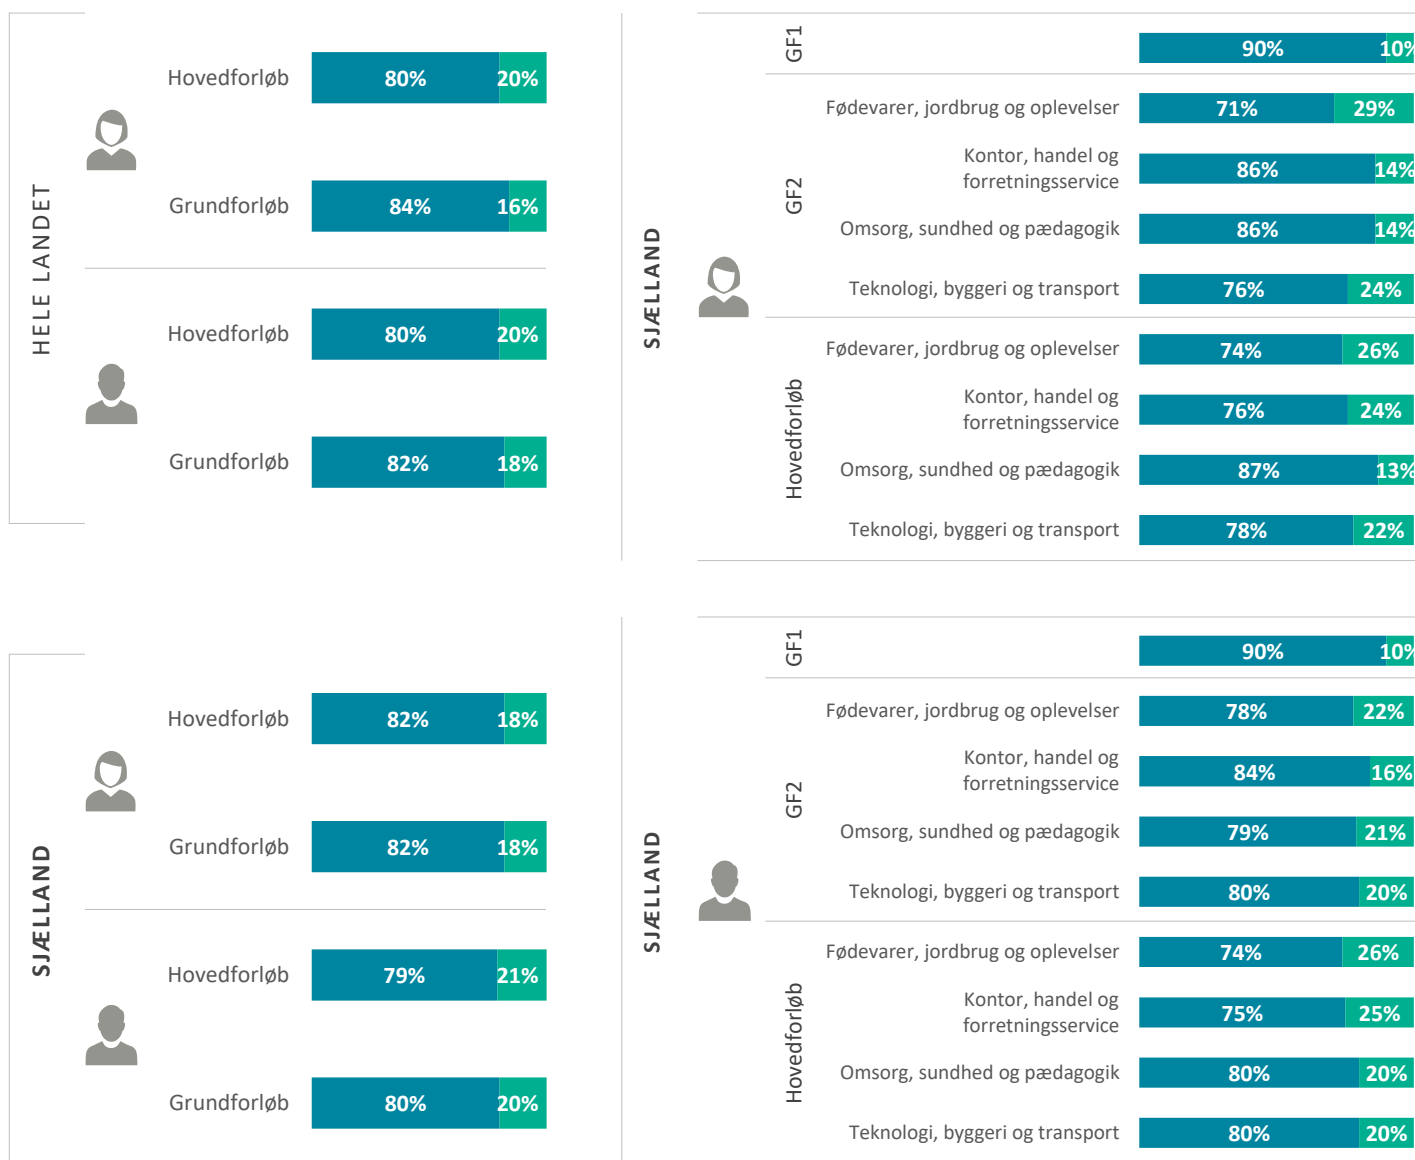 HELE LANDET
Hovedforløb 80% 20%
Grundforløb 84% 16%
Hovedforløb 80% 20%
Grundforløb 82% 18%
SJÆLLAND
GF1
90% 10%
GF2
Fødevarer, jordbrug og oplevelser 71% 29%
Kontor, handel og
forretningsservice 86% 14%
Omsorg, sundhed og pædagogik 86% 14%
Teknologi, byggeri og transport 76% 24%
Hovedforløb
Fødevarer, jordbrug og oplevelser 74% 26%
Kontor, handel og
forretningsservice 76% 24%
Omsorg, sundhed og pædagogik 87% 13%
Teknologi, byggeri og transport 78% 22%
SJÆLLAND
Hovedforløb 82% 18%
Grundforløb 82% 18%
Hovedforløb 79% 21%
Grundforløb 80% 20%
SJÆLLAND
GF1
90% 10%
GF2
Fødevarer, jordbrug og oplevelser 78% 22%
Kontor, handel og
forretningsservice 84% 16%
Omsorg, sundhed og pædagogik 79% 21%
Teknologi, byggeri og transport 80% 20%
Hovedforløb
Fødevarer, jordbrug og oplevelser 74% 26%
Kontor, handel og
forretningsservice 75% 25%
Omsorg, sundhed og pædagogik 80% 20%
Teknologi, byggeri og transport 80% 20%